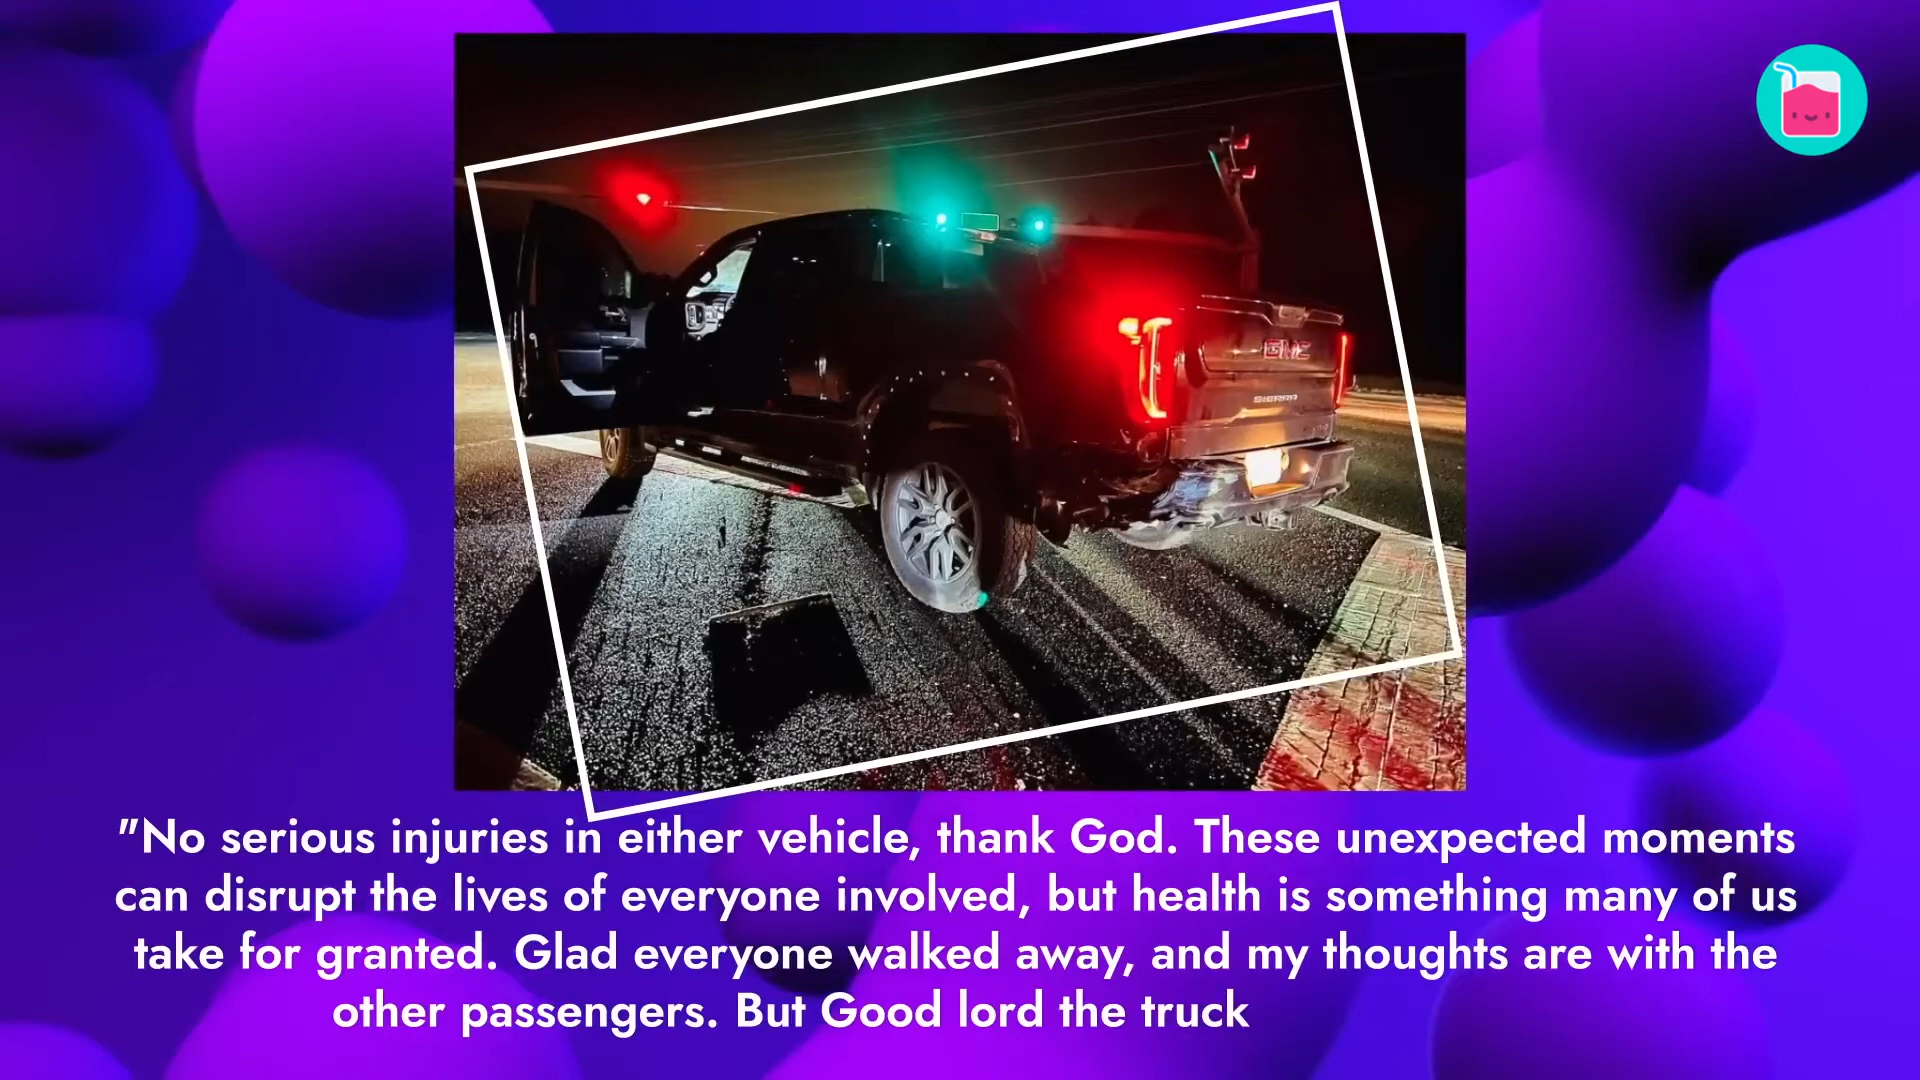 GMC
SIERRA
"No serious injuries in either vehicle, thank God. These unexpected moments
can disrupt the lives of everyone involved, but health is something many of us
take for granted. Glad everyone walked away, and my thoughts are with the
other passengers. But Good lord the truck